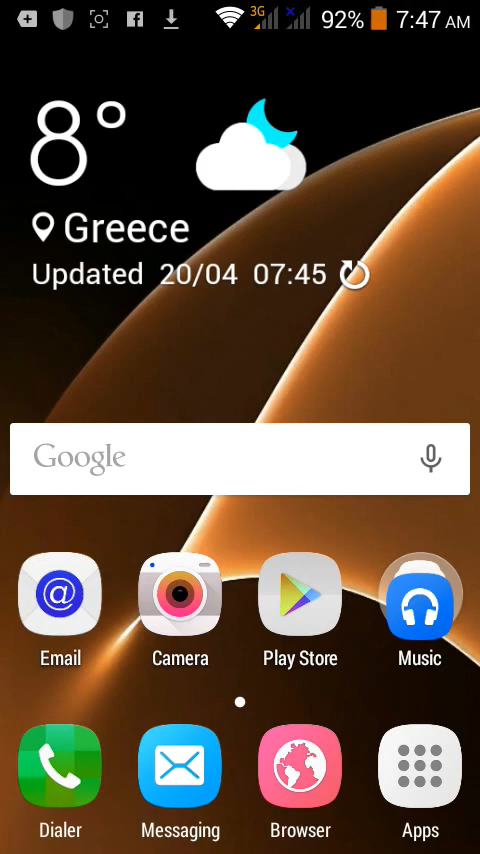 3G 92% 7:47 AM
8°
Greece
Updated 20/04 07:45
Google
Email Camera Play Store Music
Dialer Messaging Browser Apps